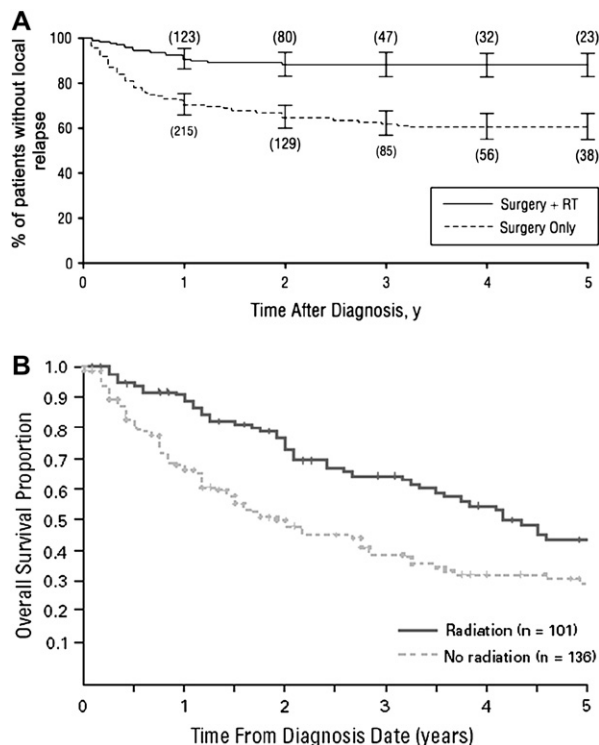 A
% of patients without local
relapse
100
80
60
40
20
0
(123) (80) (47) (32) (23)
(215) (129) (85) (56) (38)
Surgery + RT
Surgery Only
0 1 2 3 4 5
Time After Diagnosis, y
B
Overall Survival Proportion
1.0
0.9
0.8
0.7
0.6
0.5
0.4
0.3
0.2
0.1
Radiation (n = 101)
No radiation (n = 136)
0 1 2 3 4 5
Time From Diagnosis Date (years)